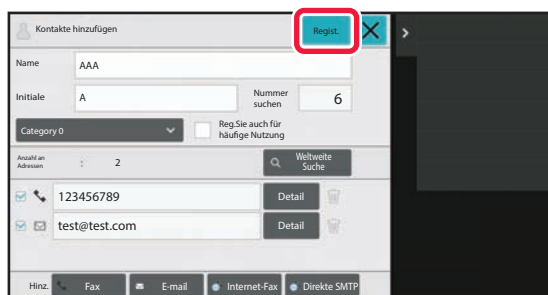 Kontakte hinzufügen
Regist.
Name
AAA
Initiale
A
Nummer
suchen
6
Category 0
Reg.Sie auch für
häufige Nutzung
Anzahl an
Adressen
:
2
Weltweite
Suche
123456789
Detail
test@test.com
Detail
Hinz.
Fax
E-mail
Internet-Fax
Direkte SMTP